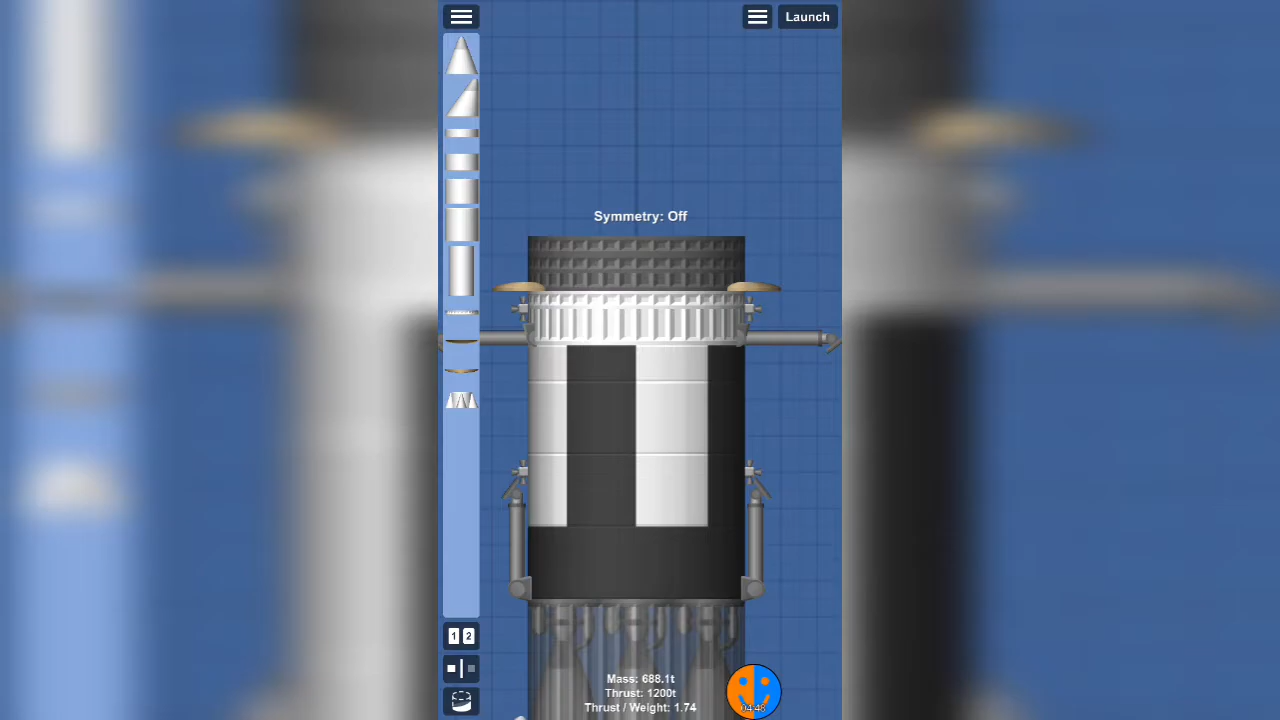 Launch
Symmetry: Off
1 2
Mass: 688.1t
Thrust: 1200t
Thrust / Weight: 1.74
04:48